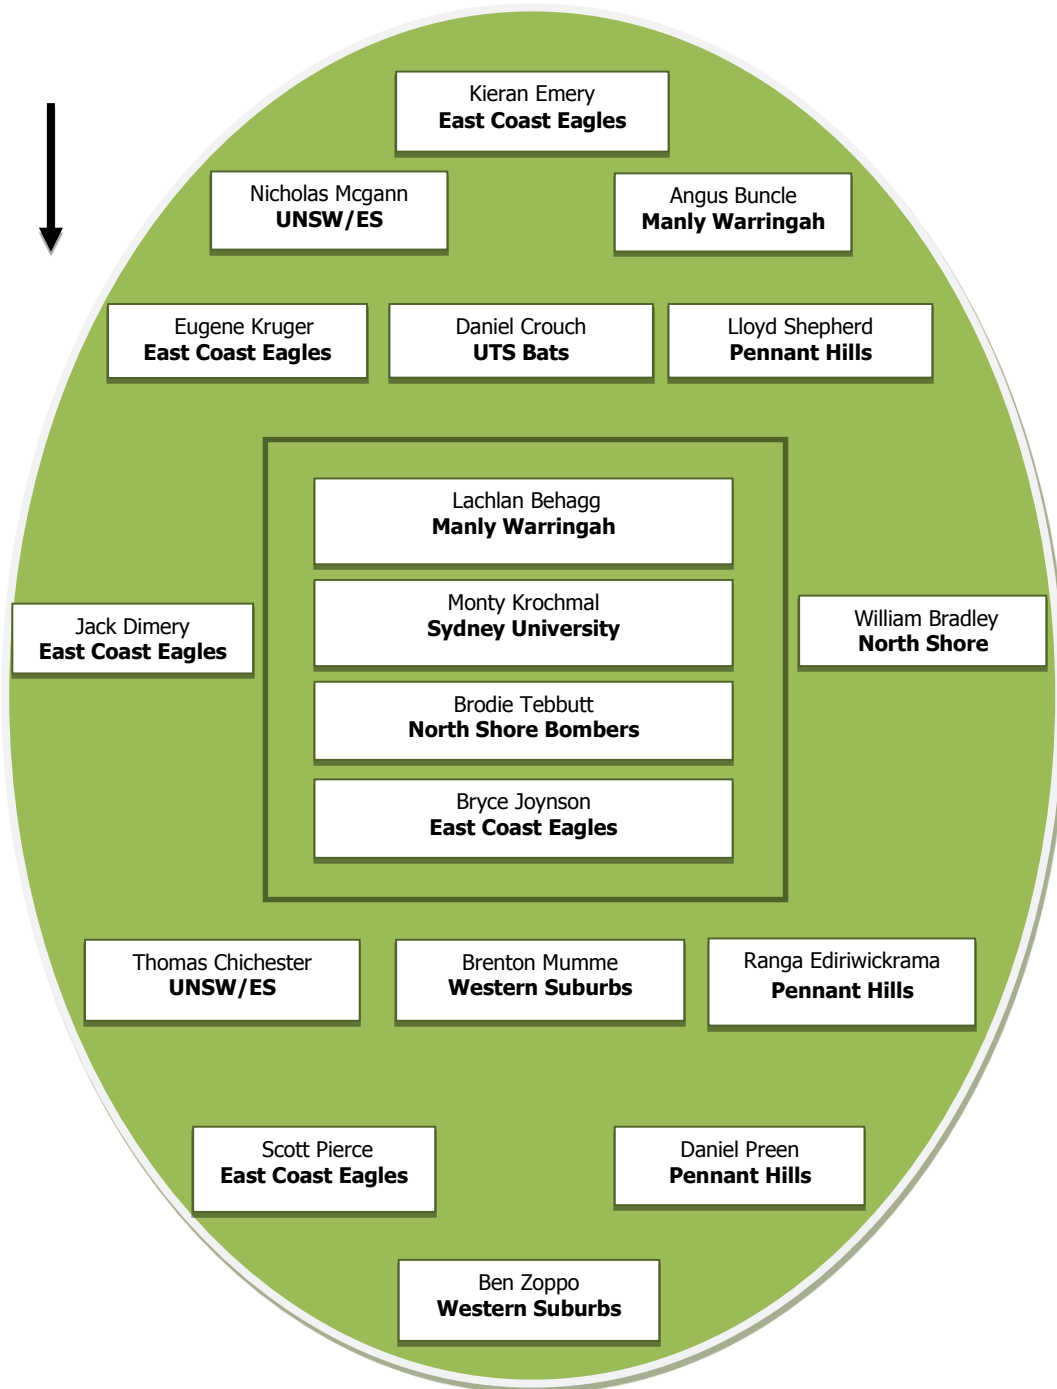 Kieran Emery
East Coast Eagles
Nicholas Mcgann
UNSW/ES
Angus Buncle
Manly Warringah
Eugene Kruger
East Coast Eagles
Daniel Crouch
UTS Bats
Lloyd Shepherd
Pennant Hills
Lachlan Behagg
Manly Warringah
Monty Krochmal
Sydney University
Jack Dimery
East Coast Eagles
William Bradley
North Shore
Brodie Tebbutt
North Shore Bombers
Bryce Joynson
East Coast Eagles
Thomas Chichester
UNSW/ES
Brenton Mumme
Western Suburbs
Ranga Ediriwickrama
Pennant Hills
Scott Pierce
East Coast Eagles
Daniel Preen
Pennant Hills
Ben Zoppo
Western Suburbs